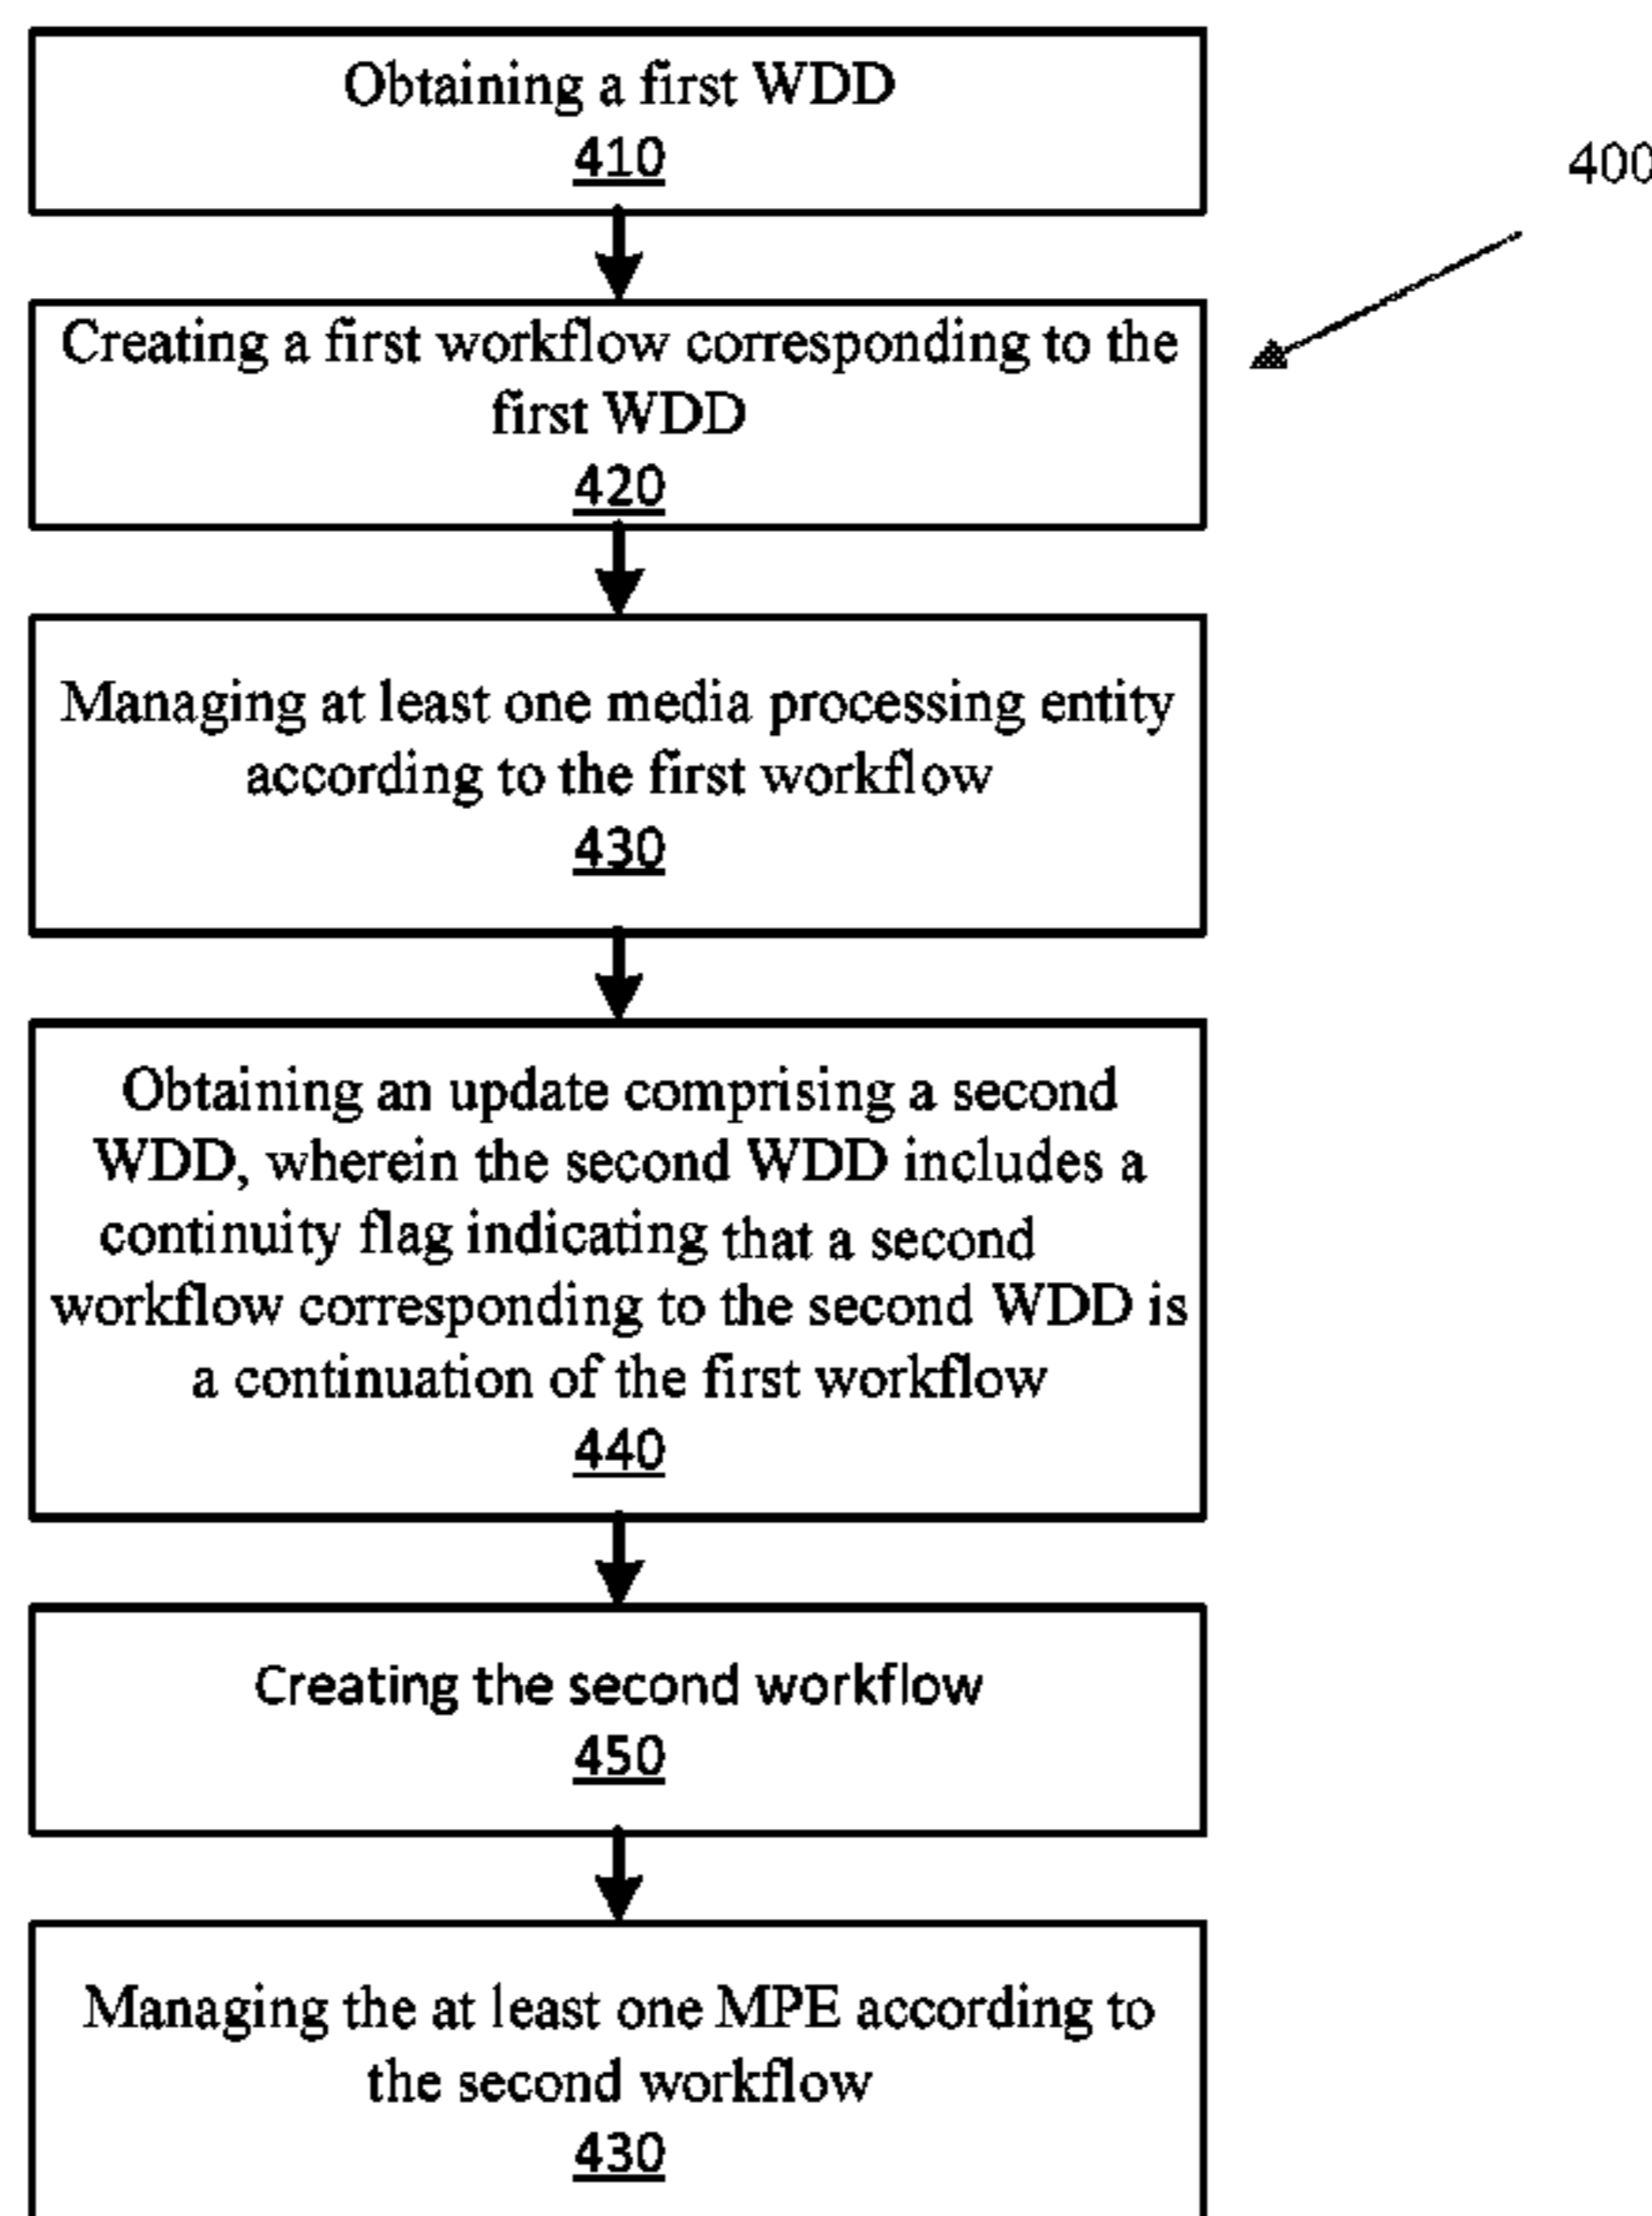 Obtaining a first WDD
410
400
Creating a first workflow corresponding to the
first WDD
420
Managing at least one media processing entity
according to the first workflow
430
Obtaining an update comprising a second
WDD, wherein the second WDD includes a
continuity flag indicating that a second
workflow corresponding to the second WDD is
a continuation of the first workflow
440
Creating the second workflow
450
Managing the at least one MPE according to
the second workflow
430